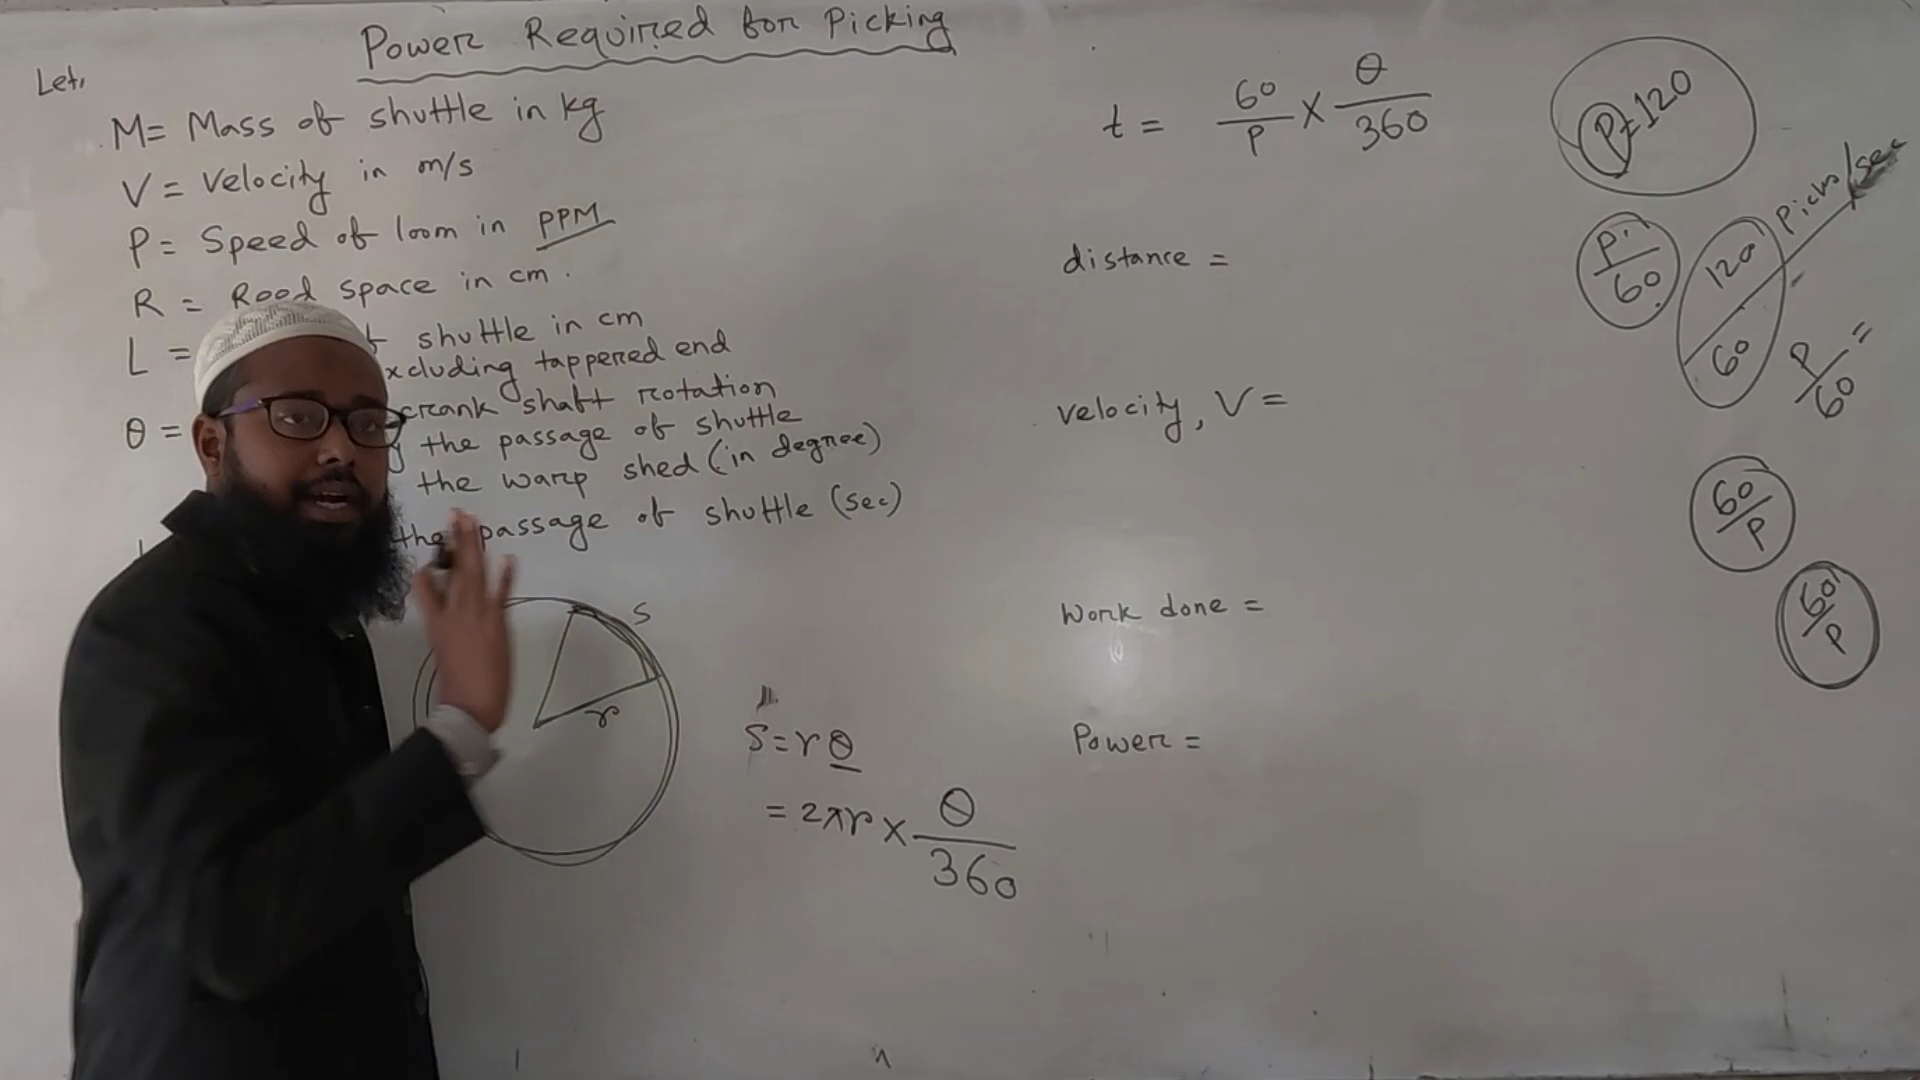 Power Required for Picking
Let,
M = Mass of shuttle in kg
V = Velocity in m/s
P = Speed of loom in PPM
R = Reed space in cm.
L = shuttle in cm
xcluding tappered end
θ = crank shaft rotation
the passage of shuttle
the warp shed (in degree)
the passage of shuttle (sec)
S
r
S = rθ
= 2πr × θ/360
t = 60/P × θ/360
distance =
velocity, V =
Work done =
Power =
P=120
P/60
120/60 Picks/sec
P/60 =
60/P
60/P